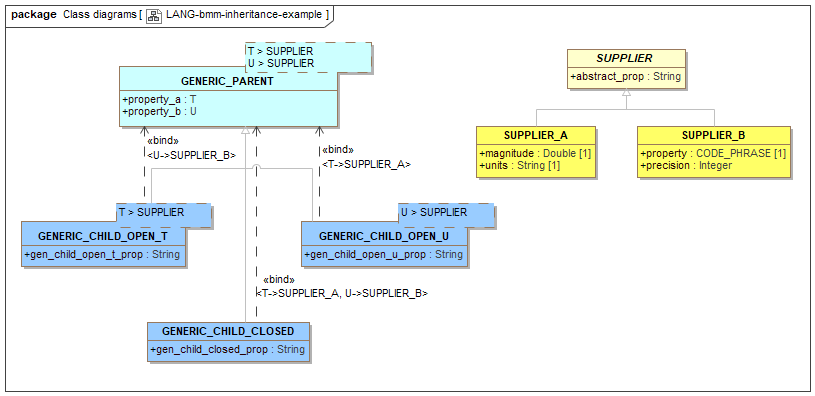 package Class diagrams [ LANG-bmm-inheritance-example ]
T > SUPPLIER
U > SUPPLIER
GENERIC_PARENT
+property_a : T
+property_b : U
SUPPLIER
+abstract_prop : String
SUPPLIER_A
+magnitude : Double [1]
+units : String [1]
SUPPLIER_B
+property : CODE_PHRASE [1]
+precision : Integer
«bind»
<U->SUPPLIER_B>
«bind»
<T->SUPPLIER_A>
T > SUPPLIER
GENERIC_CHILD_OPEN_T
+gen_child_open_t_prop : String
U > SUPPLIER
GENERIC_CHILD_OPEN_U
+gen_child_open_u_prop : String
«bind»
<T->SUPPLIER_A, U->SUPPLIER_B>
GENERIC_CHILD_CLOSED
+gen_child_closed_prop : String